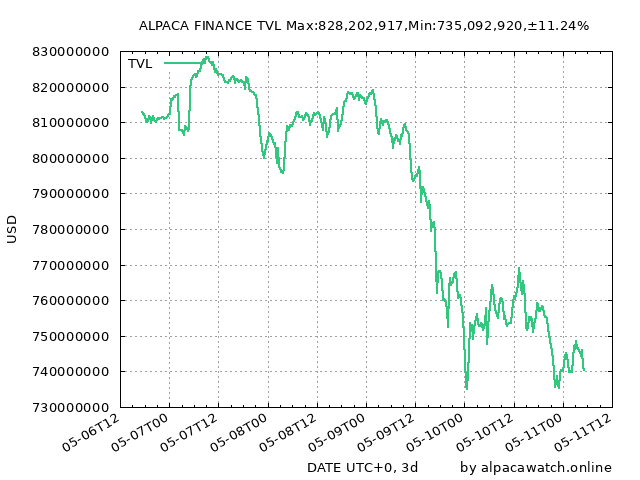 ALPACA FINANCE TVL Max:828,202,917,Min:735,092,920,±11.24%
830000000
TVL
820000000
810000000
800000000
790000000
780000000
770000000
760000000
750000000
740000000
730000000
USD
05-06T12
05-07T00
05-07T12
05-08T00
05-08T12
05-09T00
05-09T12
05-10T00
05-10T12
05-11T00
05-11T12
DATE UTC+0, 3d
by alpacawatch.online